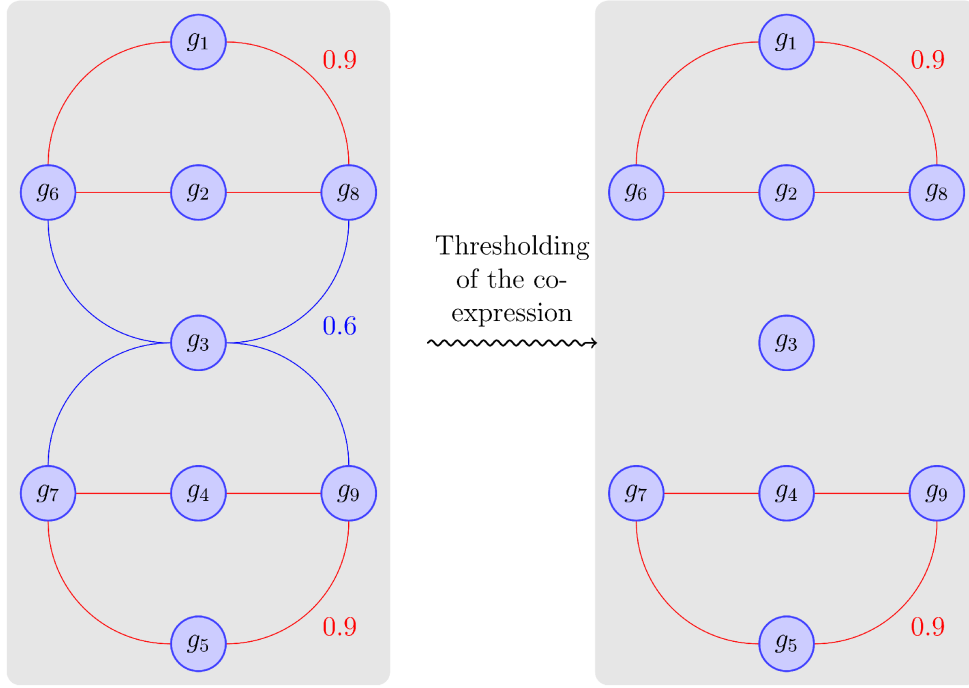 g₁
0.9
g₆
g₂
g₈
0.6
g₃
g₇
g₄
g₉
0.9
g₅
Thresholding
of the co-
expression
g₁
0.9
g₆
g₂
g₈
g₃
g₇
g₄
g₉
0.9
g₅